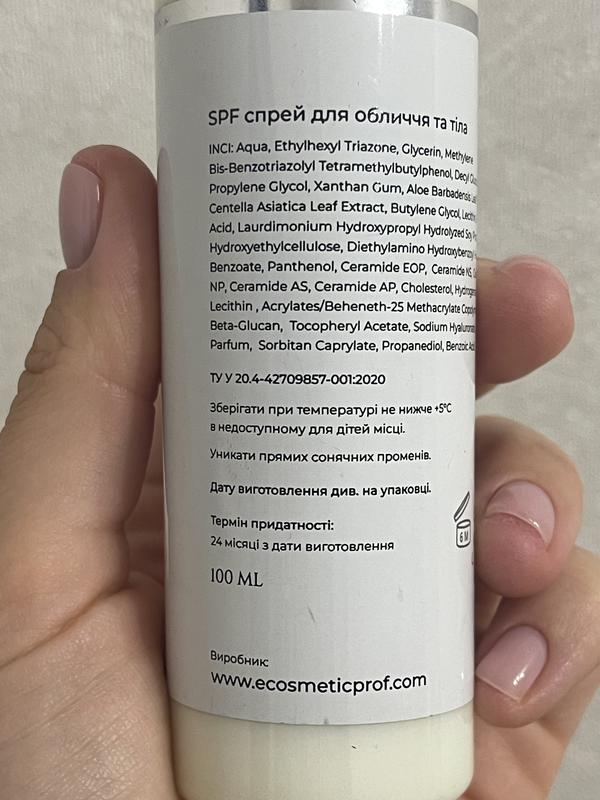 SPF спрей для обличчя та тіла
INCI: Aqua, Ethylhexyl Triazone, Glycerin, Methylene
Bis-Benzotriazolyl Tetramethylbutylphenol, Decyl
Propylene Glycol, Xanthan Gum, Aloe Barbadensis
Centella Asiatica Leaf Extract, Butylene Glycol,
Acid, Laurdimonium Hydroxypropyl Hydrolyzed Soy
Hydroxyethylcellulose, Diethylamino
Benzoate, Panthenol, Ceramide EOP, Ceramide NS,
NP, Ceramide AS, Ceramide AP, Cholesterol,
Lecithin , Acrylates/Beheneth-25 Methacrylate
Beta-Glucan, Tocopheryl Acetate, Sodium
Parfum, Sorbitan Caprylate, Propanediol, Benzoic
ТУ У 20.4-42709857-001:2020
Зберігати при температурі не нижче +5°C
в недоступному для дітей місці.
Уникати прямих сонячних променів.
Дату виготовлення див. на упаковці.
Термін придатності:
24 місяці з дати виготовлення
6 M
100 ML
Виробник:
www.ecosmeticprof.com